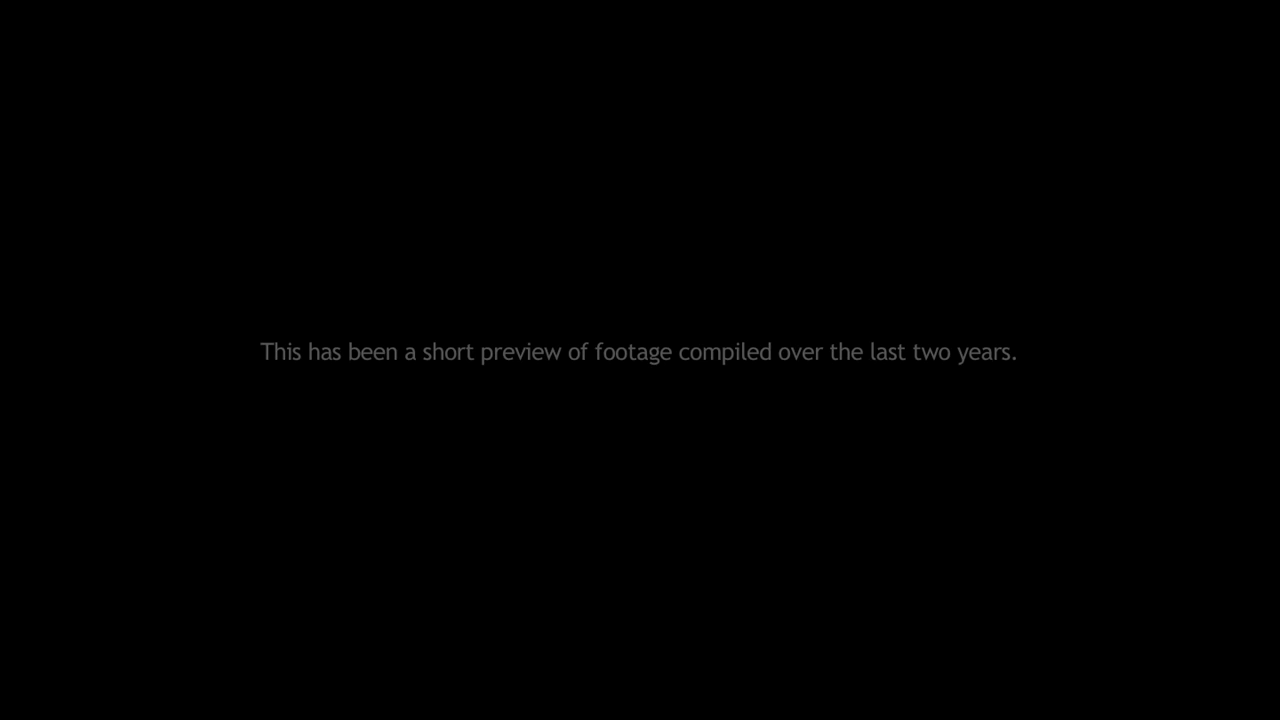 This has been a short preview of footage compiled over the last two years.